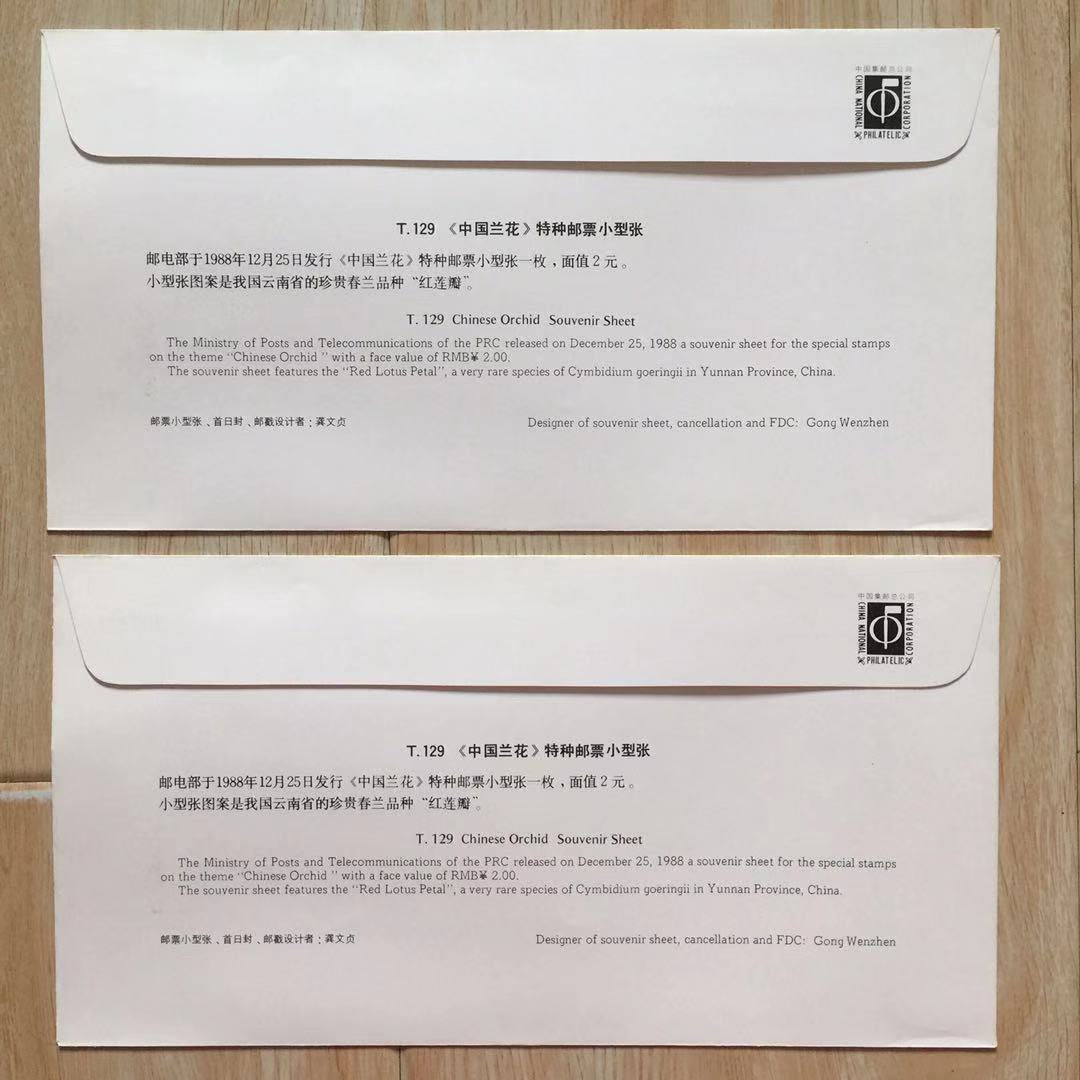 中国集邮总公司
CHINA NATIONAL
PHILATELIC
CORPORATION
T.129 《中国兰花》特种邮票小型张
邮电部于1988年12月25日发行《中国兰花》特种邮票小型张一枚，面值2元。
小型张图案是我国云南省的珍贵春兰品种“红莲瓣”。
T. 129 Chinese Orchid Souvenir Sheet
The Ministry of Posts and Telecommunications of the PRC released on December 25, 1988 a souvenir sheet for the special stamps
on the theme “Chinese Orchid ” with a face value of RMB¥ 2.00.
The souvenir sheet features the “Red Lotus Petal”, a very rare species of Cymbidium goeringii in Yunnan Province, China.
邮票小型张、首日封、邮戳设计者：龚文贞 Designer of souvenir sheet, cancellation and FDC: Gong Wenzhen
中国集邮总公司
CHINA NATIONAL
PHILATELIC
CORPORATION
T.129 《中国兰花》特种邮票小型张
邮电部于1988年12月25日发行《中国兰花》特种邮票小型张一枚，面值2元。
小型张图案是我国云南省的珍贵春兰品种“红莲瓣”。
T. 129 Chinese Orchid Souvenir Sheet
The Ministry of Posts and Telecommunications of the PRC released on December 25, 1988 a souvenir sheet for the special stamps
on the theme “Chinese Orchid ” with a face value of RMB¥ 2.00.
The souvenir sheet features the “Red Lotus Petal”, a very rare species of Cymbidium goeringii in Yunnan Province, China.
邮票小型张、首日封、邮戳设计者：龚文贞 Designer of souvenir sheet, cancellation and FDC: Gong Wenzhen